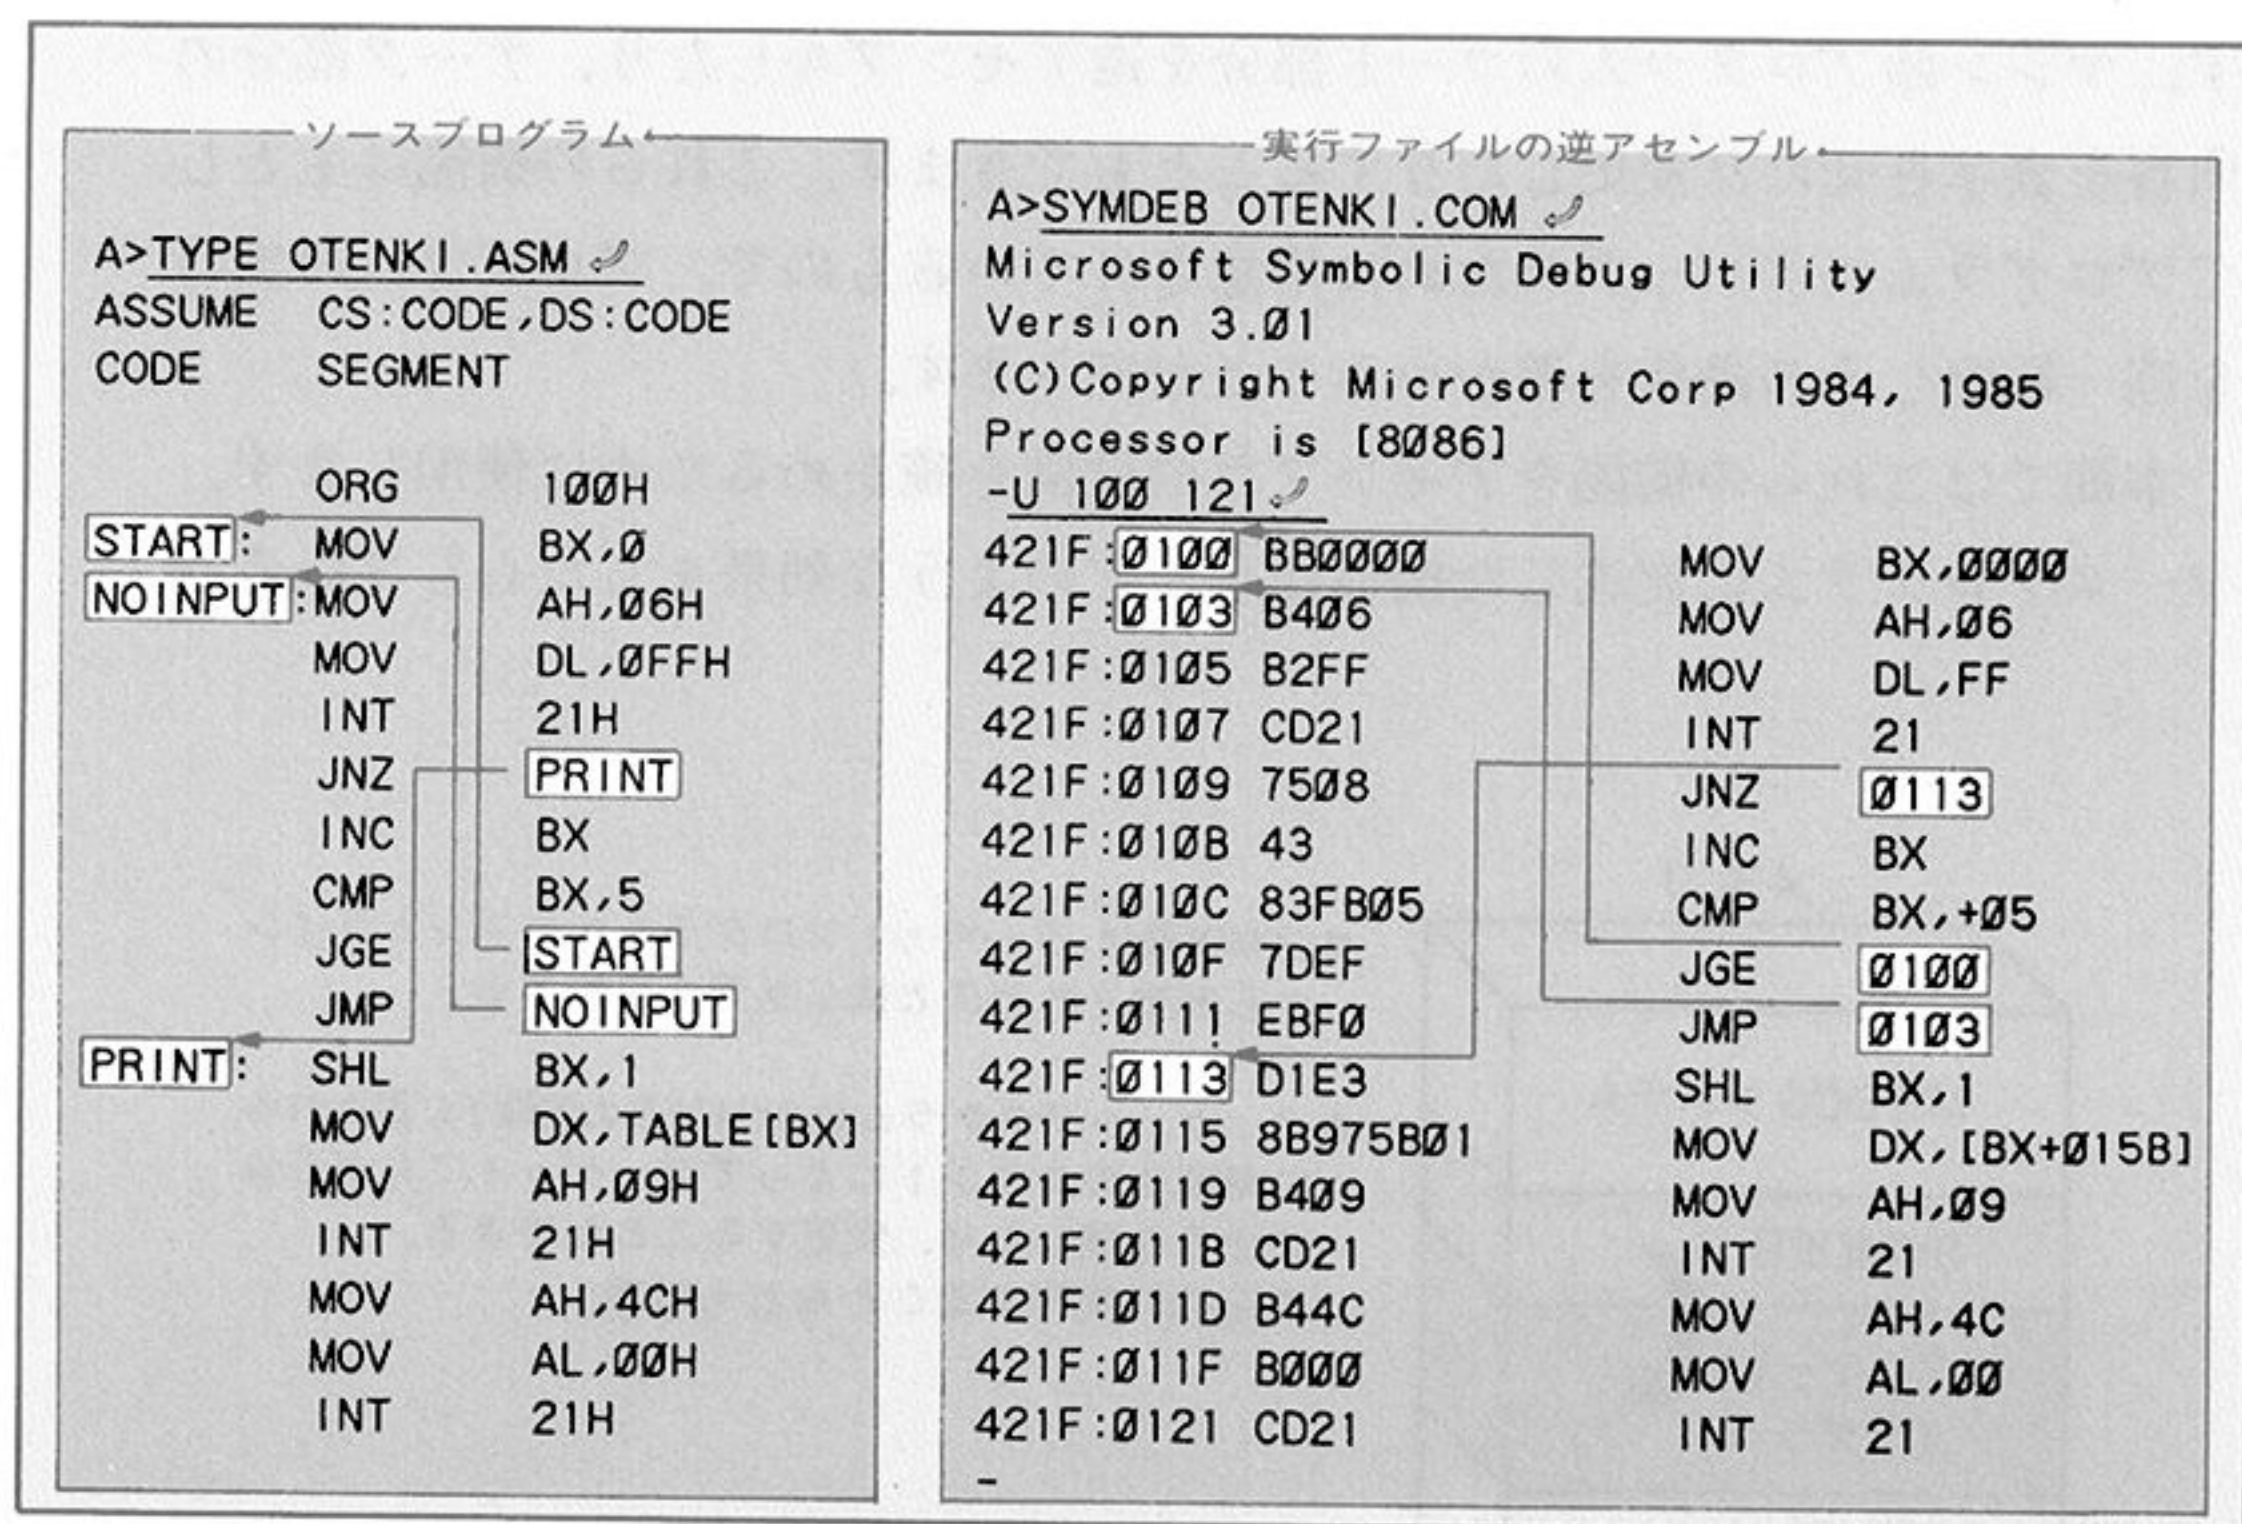 ソースプログラム
A>TYPE OTENKI.ASM
ASSUME CS:CODE,DS:CODE
CODE SEGMENT
ORG 100H
START: MOV BX,0
NOINPUT: MOV AH,06H
MOV DL,0FFH
INT 21H
JNZ PRINT
INC BX
CMP BX,5
JGE START
JMP NOINPUT
PRINT: SHL BX,1
MOV DX,TABLE[BX]
MOV AH,09H
INT 21H
MOV AH,4CH
MOV AL,00H
INT 21H
実行ファイルの逆アセンブル
A>SYMDEB OTENKI.COM
Microsoft Symbolic Debug Utility
Version 3.01
(C)Copyright Microsoft Corp 1984, 1985
Processor is [8086]
-U 100 121
421F:0100 BB0000 MOV BX,0000
421F:0103 B406 MOV AH,06
421F:0105 B2FF MOV DL,FF
421F:0107 CD21 INT 21
421F:0109 7508 JNZ 0113
421F:010B 43 INC BX
421F:010C 83FB05 CMP BX,+05
421F:010F 7DEF JGE 0100
421F:0111 EBF0 JMP 0103
421F:0113 D1E3 SHL BX,1
421F:0115 8B975B01 MOV DX,[BX+015B]
421F:0119 B409 MOV AH,09
421F:011B CD21 INT 21
421F:011D B44C MOV AH,4C
421F:011F B000 MOV AL,00
421F:0121 CD21 INT 21
-